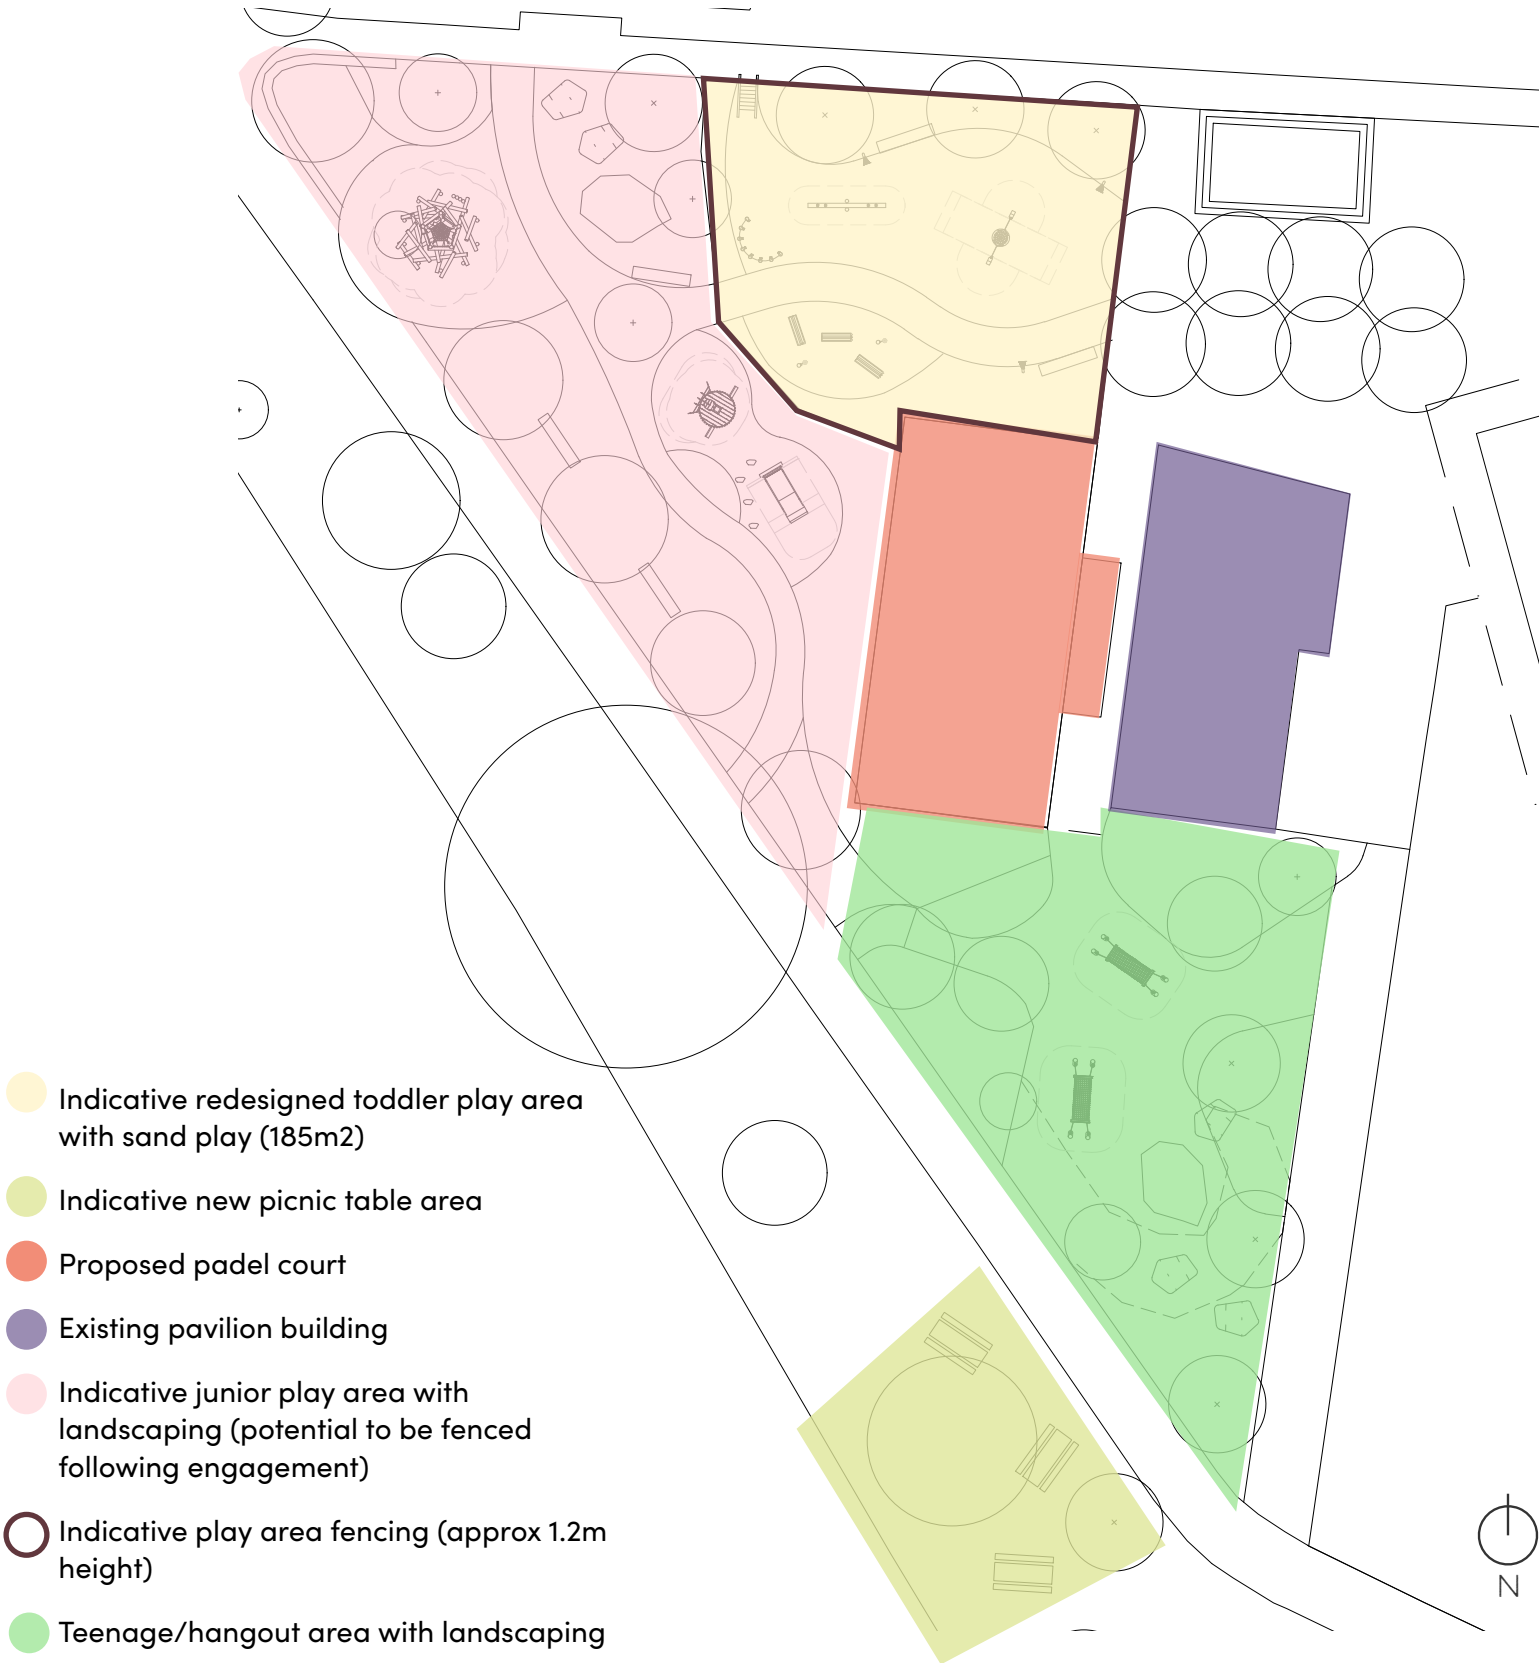 Indicative redesigned toddler play area
with sand play (185m2)
Indicative new picnic table area
Proposed padel court
Existing pavilion building
Indicative junior play area with
landscaping (potential to be fenced
following engagement)
Indicative play area fencing (approx 1.2m
height)
Teenage/hangout area with landscaping
N